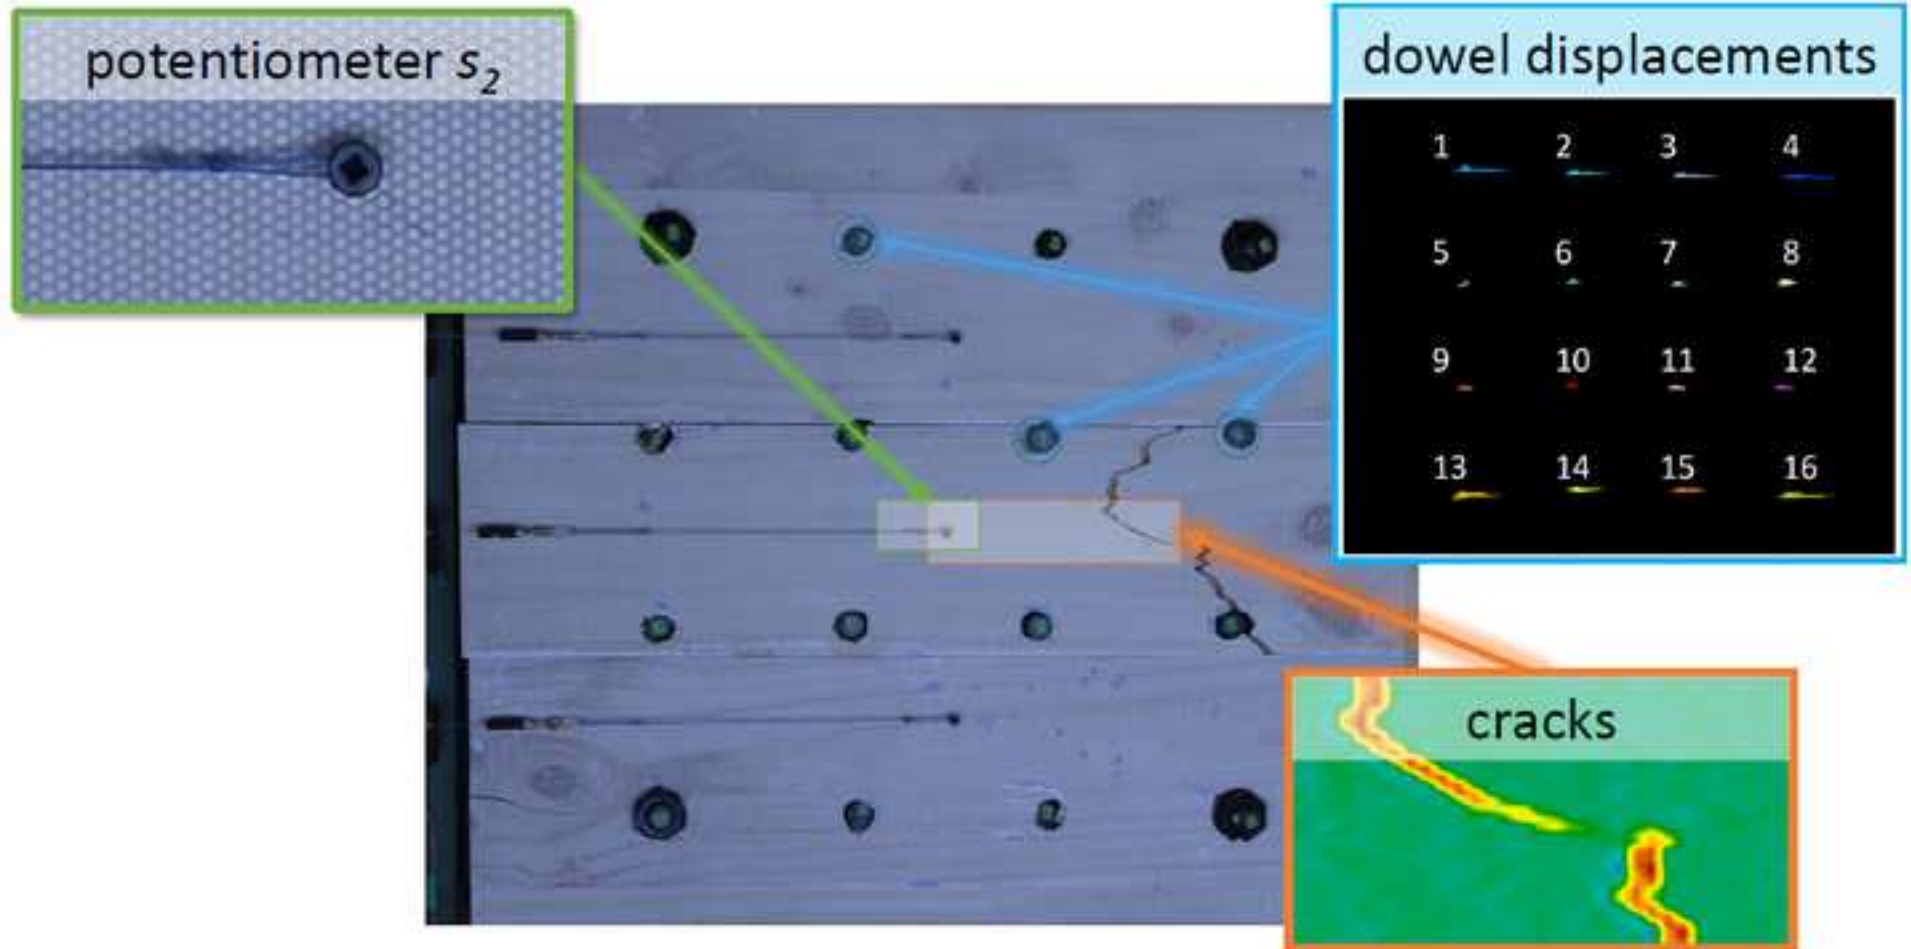 potentiometer s₂
dowel displacements
1 2 3 4
5 6 7 8
9 10 11 12
13 14 15 16
cracks